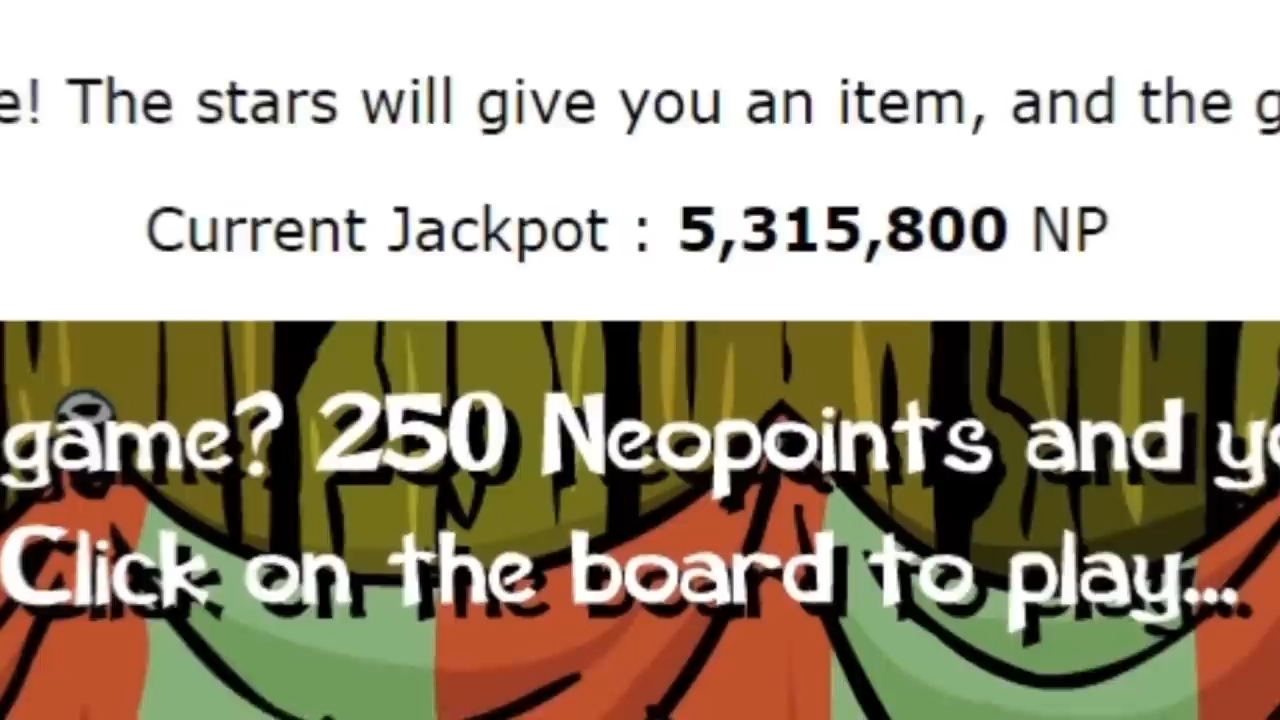 e! The stars will give you an item, and the g
Current Jackpot : 5,315,800 NP
game? 250 Neopoints and yo
Click on the board to play...